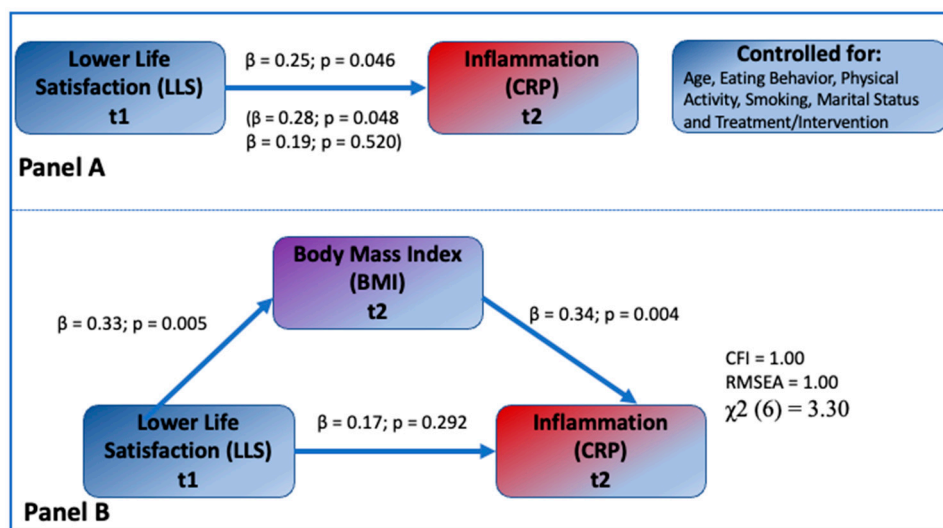 Lower Life
Satisfaction (LLS)
t1
β = 0.25; p = 0.046
(β = 0.28; p = 0.048
β = 0.19; p = 0.520)
Inflammation
(CRP)
t2
Controlled for:
Age, Eating Behavior, Physical
Activity, Smoking, Marital Status
and Treatment/Intervention
Panel A
Body Mass Index
(BMI)
t2
β = 0.33; p = 0.005
β = 0.34; p = 0.004
CFI = 1.00
RMSEA = 1.00
χ2 (6) = 3.30
Lower Life
Satisfaction (LLS)
t1
β = 0.17; p = 0.292
Inflammation
(CRP)
t2
Panel B